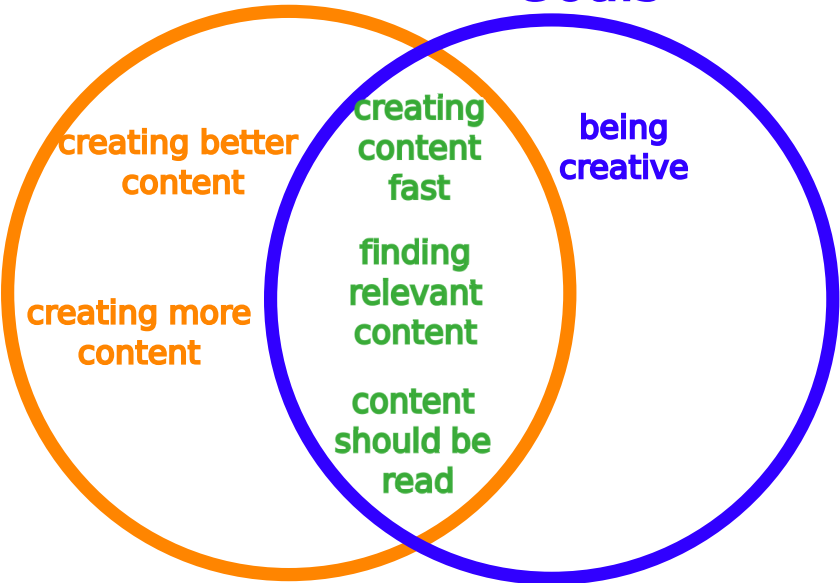 creating better
content
creating more
content
creating
content
fast
finding
relevant
content
content
should be
read
being
creative